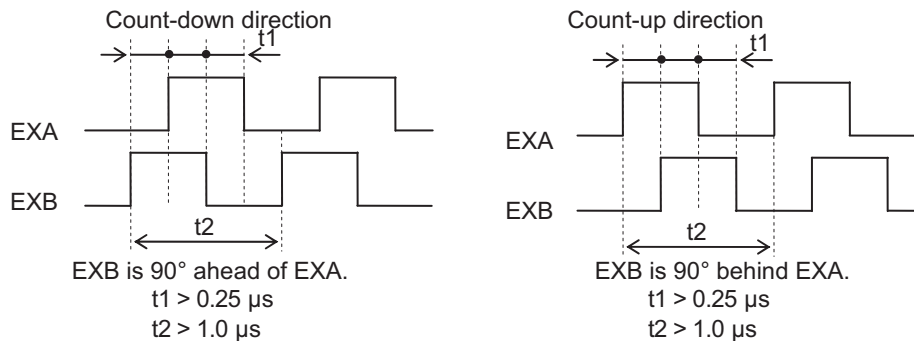 Count-down direction
t1
EXA
EXB
t2
EXB is 90° ahead of EXA.
t1 > 0.25 µs
t2 > 1.0 µs
Count-up direction
t1
EXA
EXB
t2
EXB is 90° behind EXA.
t1 > 0.25 µs
t2 > 1.0 µs